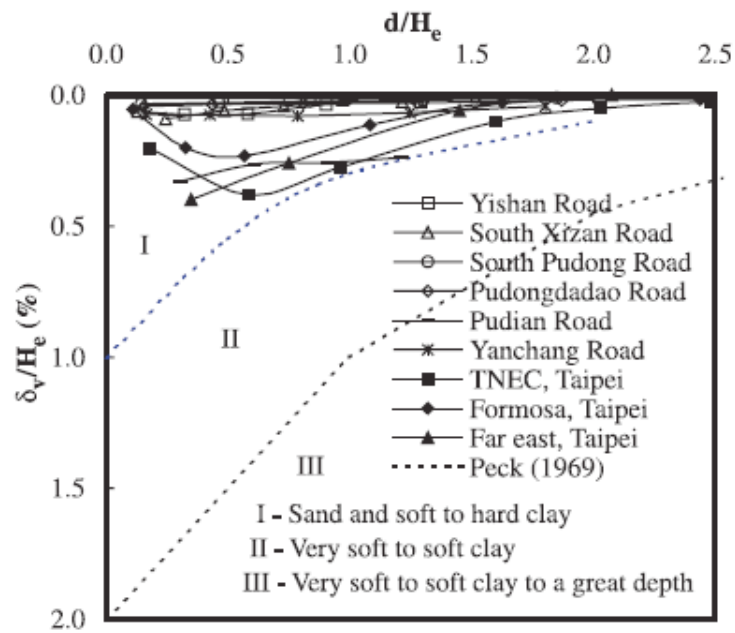 d/He
0.0 0.5 1.0 1.5 2.0 2.5
0.0
0.5
1.0
1.5
2.0
δv/He (%)
I
II
III
Yishan Road
South Xizan Road
South Pudong Road
Pudongdadao Road
Pudian Road
Yanchang Road
TNEC, Taipei
Formosa, Taipei
Far east, Taipei
Peck (1969)
I - Sand and soft to hard clay
II - Very soft to soft clay
III - Very soft to soft clay to a great depth